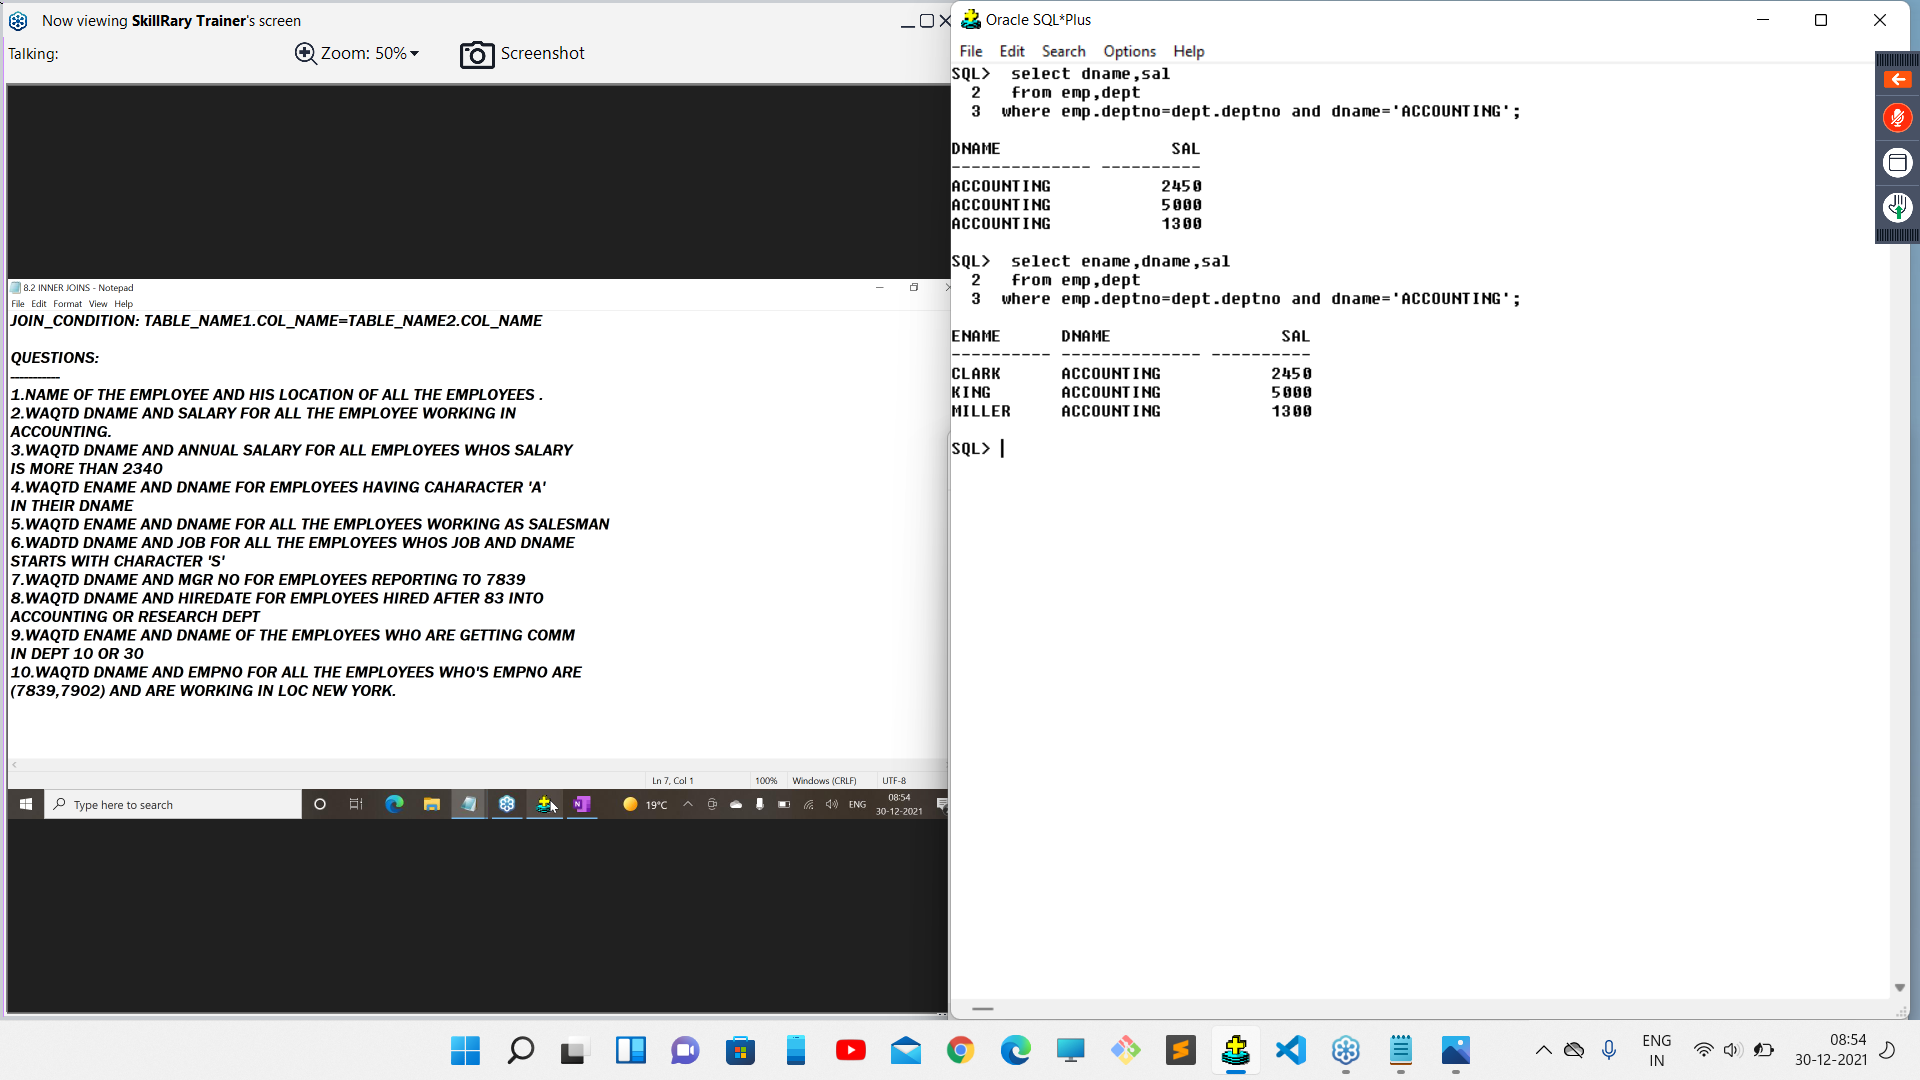 Now viewing SkillRary Trainer's screen
Talking:
Zoom: 50%
Screenshot
8.2 INNER JOINS - Notepad
File Edit Format View Help
JOIN_CONDITION: TABLE_NAME1.COL_NAME=TABLE_NAME2.COL_NAME
QUESTIONS:
-----------
1.NAME OF THE EMPLOYEE AND HIS LOCATION OF ALL THE EMPLOYEES .
2.WAQTD DNAME AND SALARY FOR ALL THE EMPLOYEE WORKING IN
ACCOUNTING.
3.WAQTD DNAME AND ANNUAL SALARY FOR ALL EMPLOYEES WHOS SALARY
IS MORE THAN 2340
4.WAQTD ENAME AND DNAME FOR EMPLOYEES HAVING CAHARACTER 'A'
IN THEIR DNAME
5.WAQTD ENAME AND DNAME FOR ALL THE EMPLOYEES WORKING AS SALESMAN
6.WADTD DNAME AND JOB FOR ALL THE EMPLOYEES WHOS JOB AND DNAME
STARTS WITH CHARACTER 'S'
7.WAQTD DNAME AND MGR NO FOR EMPLOYEES REPORTING TO 7839
8.WAQTD DNAME AND HIREDATE FOR EMPLOYEES HIRED AFTER 83 INTO
ACCOUNTING OR RESEARCH DEPT
9.WAQTD ENAME AND DNAME OF THE EMPLOYEES WHO ARE GETTING COMM
IN DEPT 10 OR 30
10.WAQTD DNAME AND EMPNO FOR ALL THE EMPLOYEES WHO'S EMPNO ARE
(7839,7902) AND ARE WORKING IN LOC NEW YORK.
Ln 7, Col 1 100% Windows (CRLF) UTF-8
Type here to search
19°C
ENG
08:54
30-12-2021
Oracle SQL*Plus
File Edit Search Options Help
SQL> select dname,sal
2 from emp,dept
3 where emp.deptno=dept.deptno and dname='ACCOUNTING';
DNAME SAL
-------------- ----------
ACCOUNTING 2450
ACCOUNTING 5000
ACCOUNTING 1300
SQL> select ename,dname,sal
2 from emp,dept
3 where emp.deptno=dept.deptno and dname='ACCOUNTING';
ENAME DNAME SAL
---------- -------------- ----------
CLARK ACCOUNTING 2450
KING ACCOUNTING 5000
MILLER ACCOUNTING 1300
SQL>
ENG
IN
08:54
30-12-2021